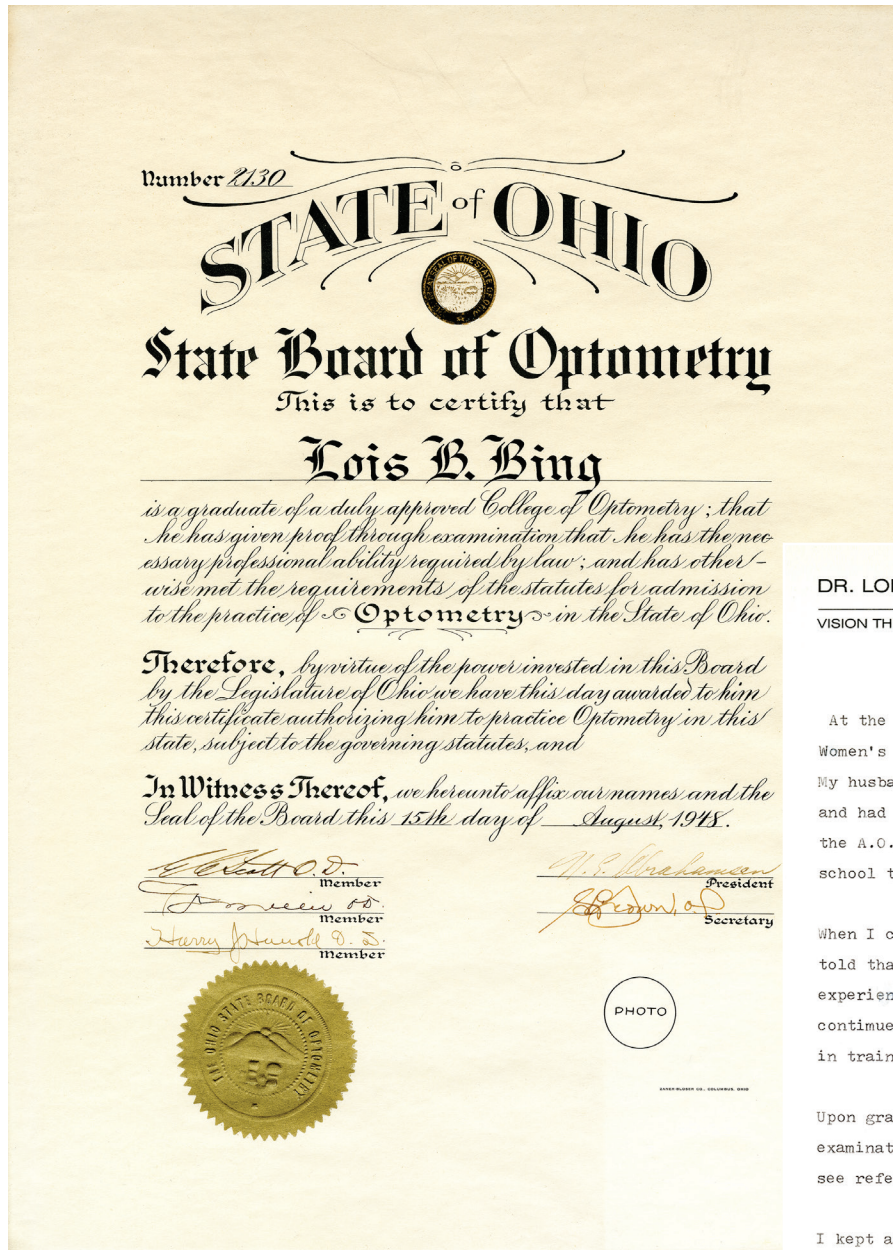 Number 2130
STATE of OHIO
State Board of Optometry
This is to certify that
Lois B. Bing
is a graduate of a duly approved College of Optometry; that
he has given proof through examination that he has the nec
essary professional ability required by law; and has other-
wise met the requirements of the statutes for admission
to the practice of Optometry in the State of Ohio.
Therefore, by virtue of the power invested in this Board
by the Legislature of Ohio we have this day awarded to him
this certificate authorizing him to practice Optometry in this
state, subject to the governing statutes, and
In Witness Thereof, we hereunto affix our names and the
Seal of the Board this 15th day of August, 1948.
O. D.
Member
O.D.
Member
Harry J O. D.
Member
N. E. Abrahamsen
President
Brown, O.D.
Secretary
THE OHIO STATE BOARD OF OPTOMETRY
PHOTO
COLUMBUS, OHIO
DR. LOI
VISION TH
At the
Women's
My husba
and had
the A.O.
school t
When I c
told tha
experien
continue
in train
Upon gra
examinat
see refe
I kept a